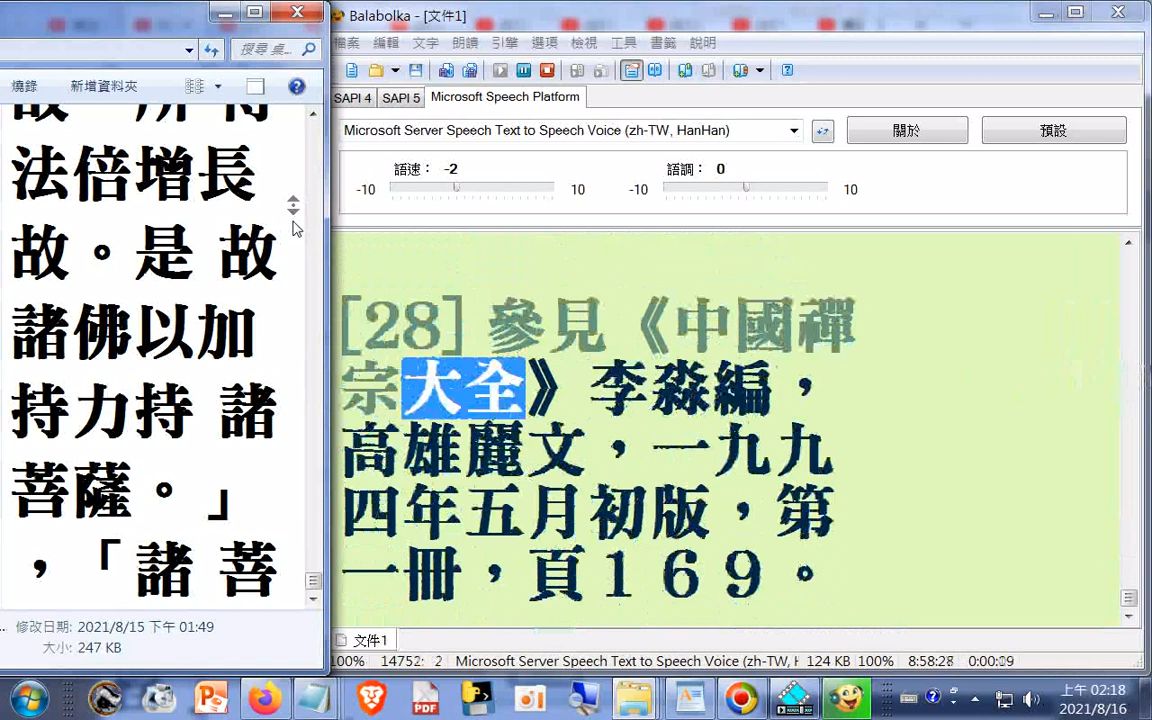 搜尋 桌...
燒錄
新增資料夾
法倍增長
故。是 故
諸佛以加
持力持 諸
菩薩。」
，「諸 菩
修改日期: 2021/8/15 下午 01:49
大小: 247 KB
Balabolka - [文件1]
檔案 編輯 文字 朗讀 引擎 選項 檢視 工具 書籤 說明
SAPI 4 SAPI 5 Microsoft Speech Platform
Microsoft Server Speech Text to Speech Voice (zh-TW, HanHan)
關於
預設
語速： -2
語調： 0
-10 10 -10 10
[28] 參見《中國禪
宗大全》李淼編，
高雄麗文，一九九
四年五月初版，第
一冊，頁１６９。
文件1
100% 14752: 2 Microsoft Server Speech Text to Speech Voice (zh-TW, H 124 KB 100% 8:58:28 0:00:09
PDF
上午 02:18
2021/8/16